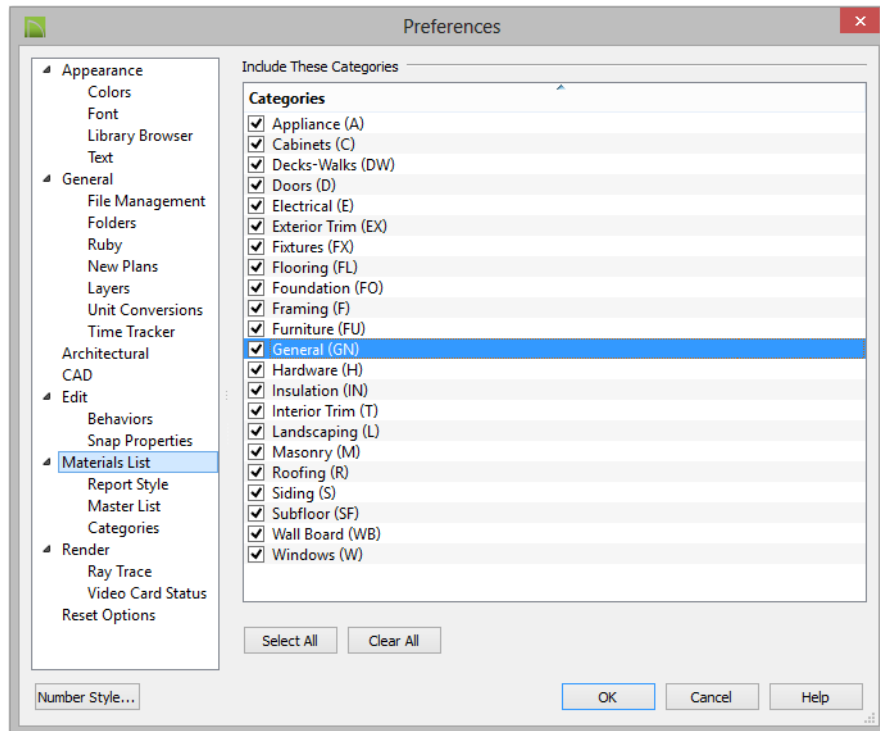 Preferences
Appearance
Colors
Font
Library Browser
Text
General
File Management
Folders
Ruby
New Plans
Layers
Unit Conversions
Time Tracker
Architectural
CAD
Edit
Behaviors
Snap Properties
Materials List
Report Style
Master List
Categories
Render
Ray Trace
Video Card Status
Reset Options
Include These Categories
Categories
Appliance (A)
Cabinets (C)
Decks-Walks (DW)
Doors (D)
Electrical (E)
Exterior Trim (EX)
Fixtures (FX)
Flooring (FL)
Foundation (FO)
Framing (F)
Furniture (FU)
General (GN)
Hardware (H)
Insulation (IN)
Interior Trim (T)
Landscaping (L)
Masonry (M)
Roofing (R)
Siding (S)
Subfloor (SF)
Wall Board (WB)
Windows (W)
Select All Clear All
Number Style... OK Cancel Help